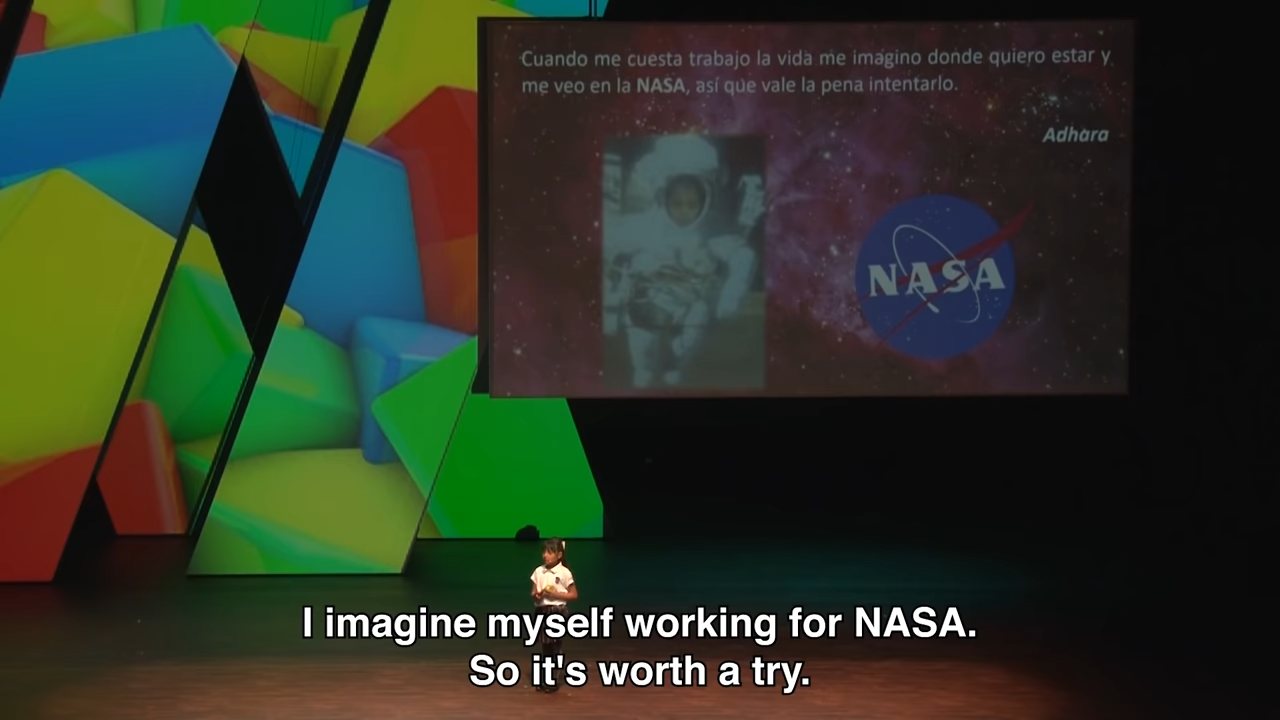 Cuando me cuesta trabajo la vida me imagino donde quiero estar y
me veo en la NASA, así que vale la pena intentarlo.
Adhara
NASA
I imagine myself working for NASA.
So it's worth a try.